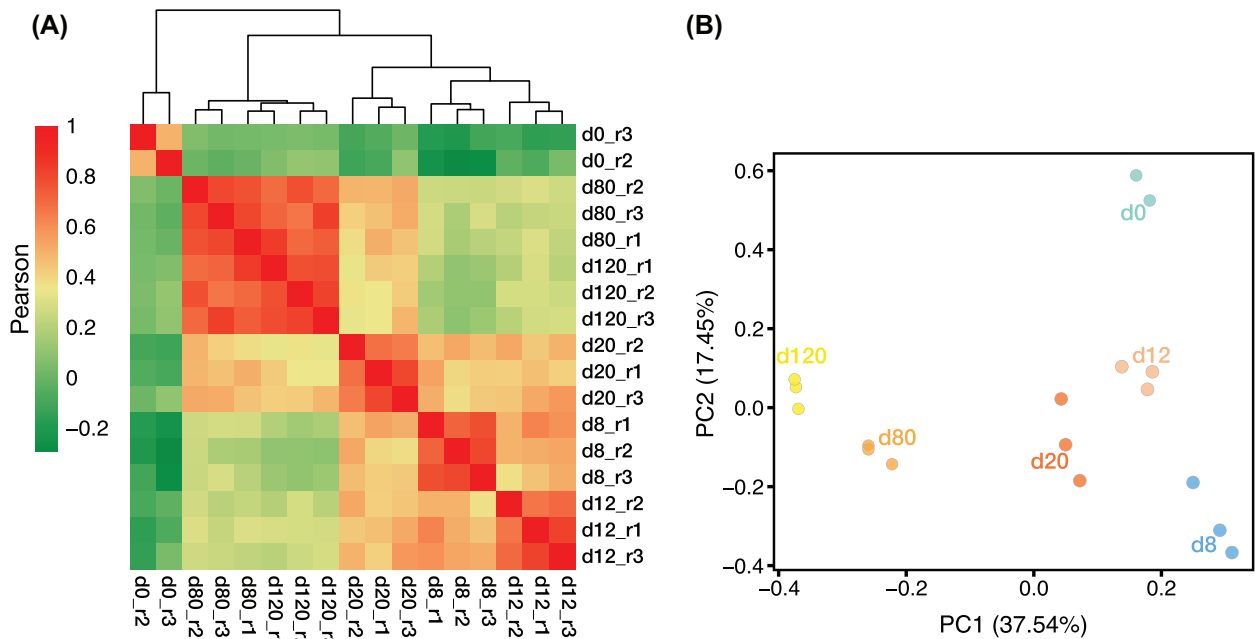 (A)
(B)
Pearson
1
0.8
0.6
0.4
0.2
0
−0.2
d0_r3
d0_r2
d80_r2
d80_r3
d80_r1
d120_r1
d120_r2
d120_r3
d20_r2
d20_r1
d20_r3
d8_r1
d8_r2
d8_r3
d12_r2
d12_r1
d12_r3
d0_r2
d0_r3
d80_r2
d80_r3
d80_r1
d120_r
d120_r
d120_r
d20_r2
d20_r1
d20_r3
d8_r1
d8_r2
d8_r3
d12_r2
d12_r1
d12_r3
PC2 (17.45%)
0.6
0.4
0.2
0.0
−0.2
−0.4
d0
d120
d12
d80
d20
d8
−0.4
−0.2
0.0
0.2
PC1 (37.54%)